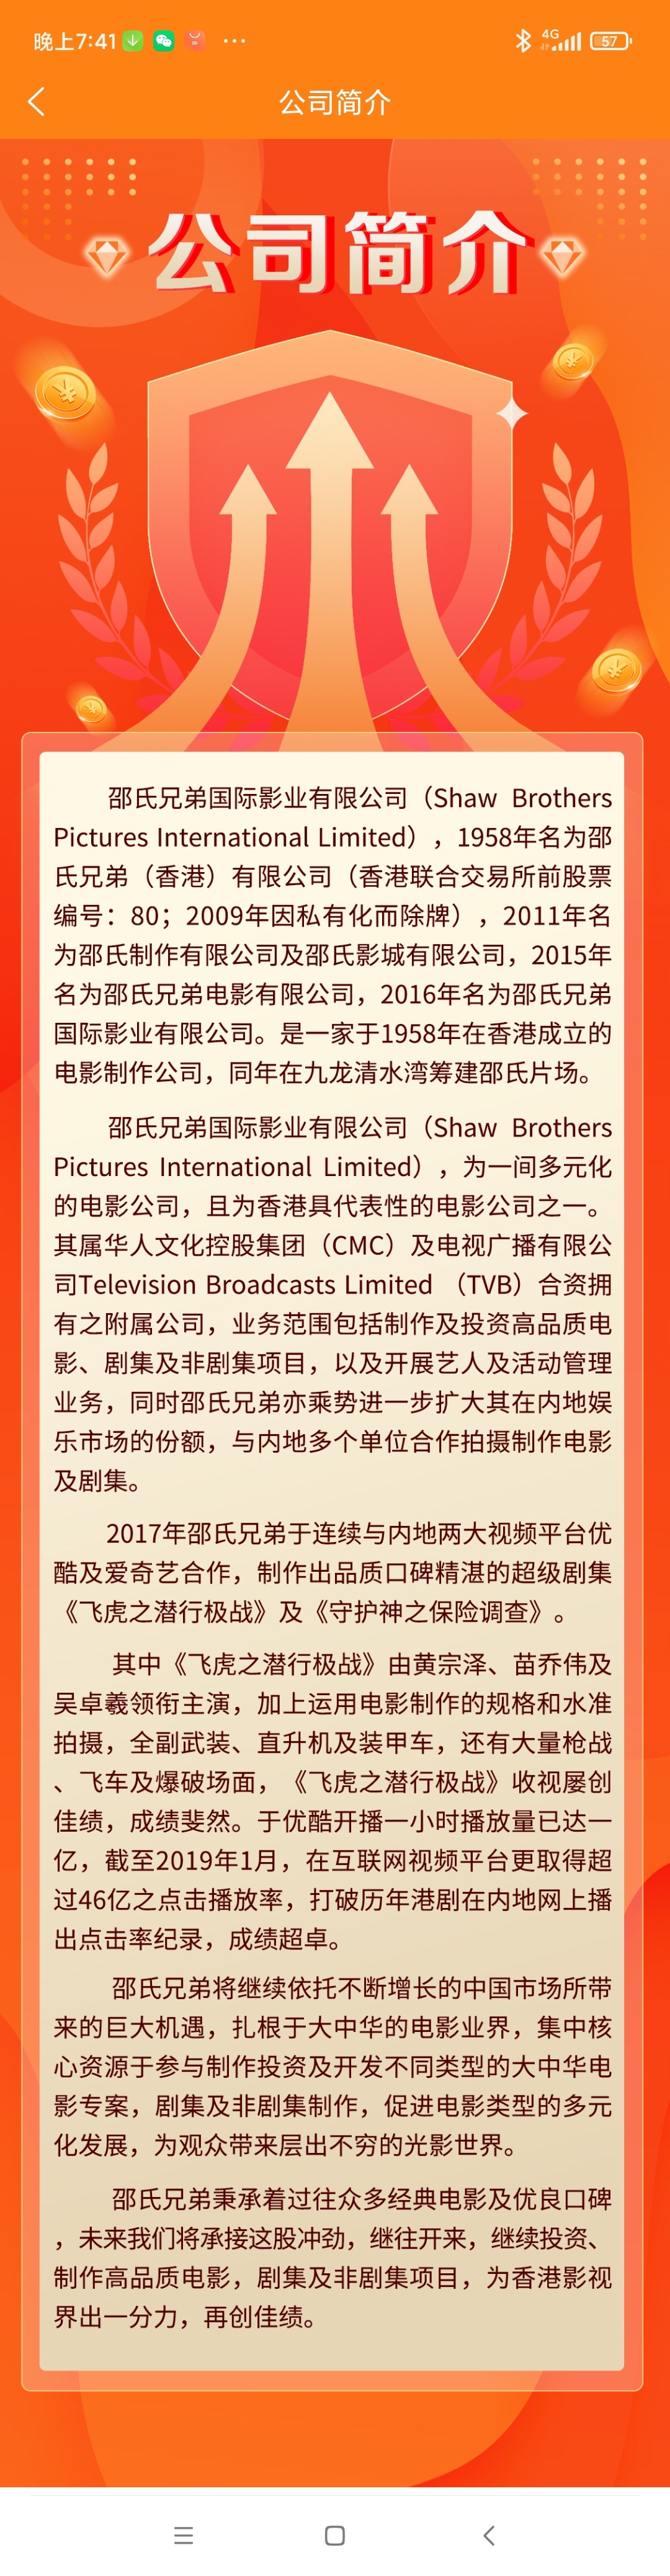 晚上7:41
4G
57
公司简介
公司简介
邵氏兄弟国际影业有限公司（Shaw Brothers
Pictures International Limited），1958年名为邵
氏兄弟（香港）有限公司（香港联合交易所前股票
编号：80；2009年因私有化而除牌），2011年名
为邵氏制作有限公司及邵氏影城有限公司，2015年
名为邵氏兄弟电影有限公司，2016年名为邵氏兄弟
国际影业有限公司。是一家于1958年在香港成立的
电影制作公司，同年在九龙清水湾筹建邵氏片场。
邵氏兄弟国际影业有限公司（Shaw Brothers
Pictures International Limited），为一间多元化
的电影公司，且为香港具代表性的电影公司之一。
其属华人文化控股集团（CMC）及电视广播有限公
司Television Broadcasts Limited （TVB）合资拥
有之附属公司，业务范围包括制作及投资高品质电
影、剧集及非剧集项目，以及开展艺人及活动管理
业务，同时邵氏兄弟亦乘势进一步扩大其在内地娱
乐市场的份额，与内地多个单位合作拍摄制作电影
及剧集。
2017年邵氏兄弟于连续与内地两大视频平台优
酷及爱奇艺合作，制作出品质口碑精湛的超级剧集
《飞虎之潜行极战》及《守护神之保险调查》。
其中《飞虎之潜行极战》由黄宗泽、苗乔伟及
吴卓羲领衔主演，加上运用电影制作的规格和水准
拍摄，全副武装、直升机及装甲车，还有大量枪战
、飞车及爆破场面，《飞虎之潜行极战》收视屡创
佳绩，成绩斐然。于优酷开播一小时播放量已达一
亿，截至2019年1月，在互联网视频平台更取得超
过46亿之点击播放率，打破历年港剧在内地网上播
出点击率纪录，成绩超卓。
邵氏兄弟将继续依托不断增长的中国市场所带
来的巨大机遇，扎根于大中华的电影业界，集中核
心资源于参与制作投资及开发不同类型的大中华电
影专案，剧集及非剧集制作，促进电影类型的多元
化发展，为观众带来层出不穷的光影世界。
邵氏兄弟秉承着过往众多经典电影及优良口碑
，未来我们将承接这股冲劲，继往开来，继续投资、
制作高品质电影，剧集及非剧集项目，为香港影视
界出一分力，再创佳绩。